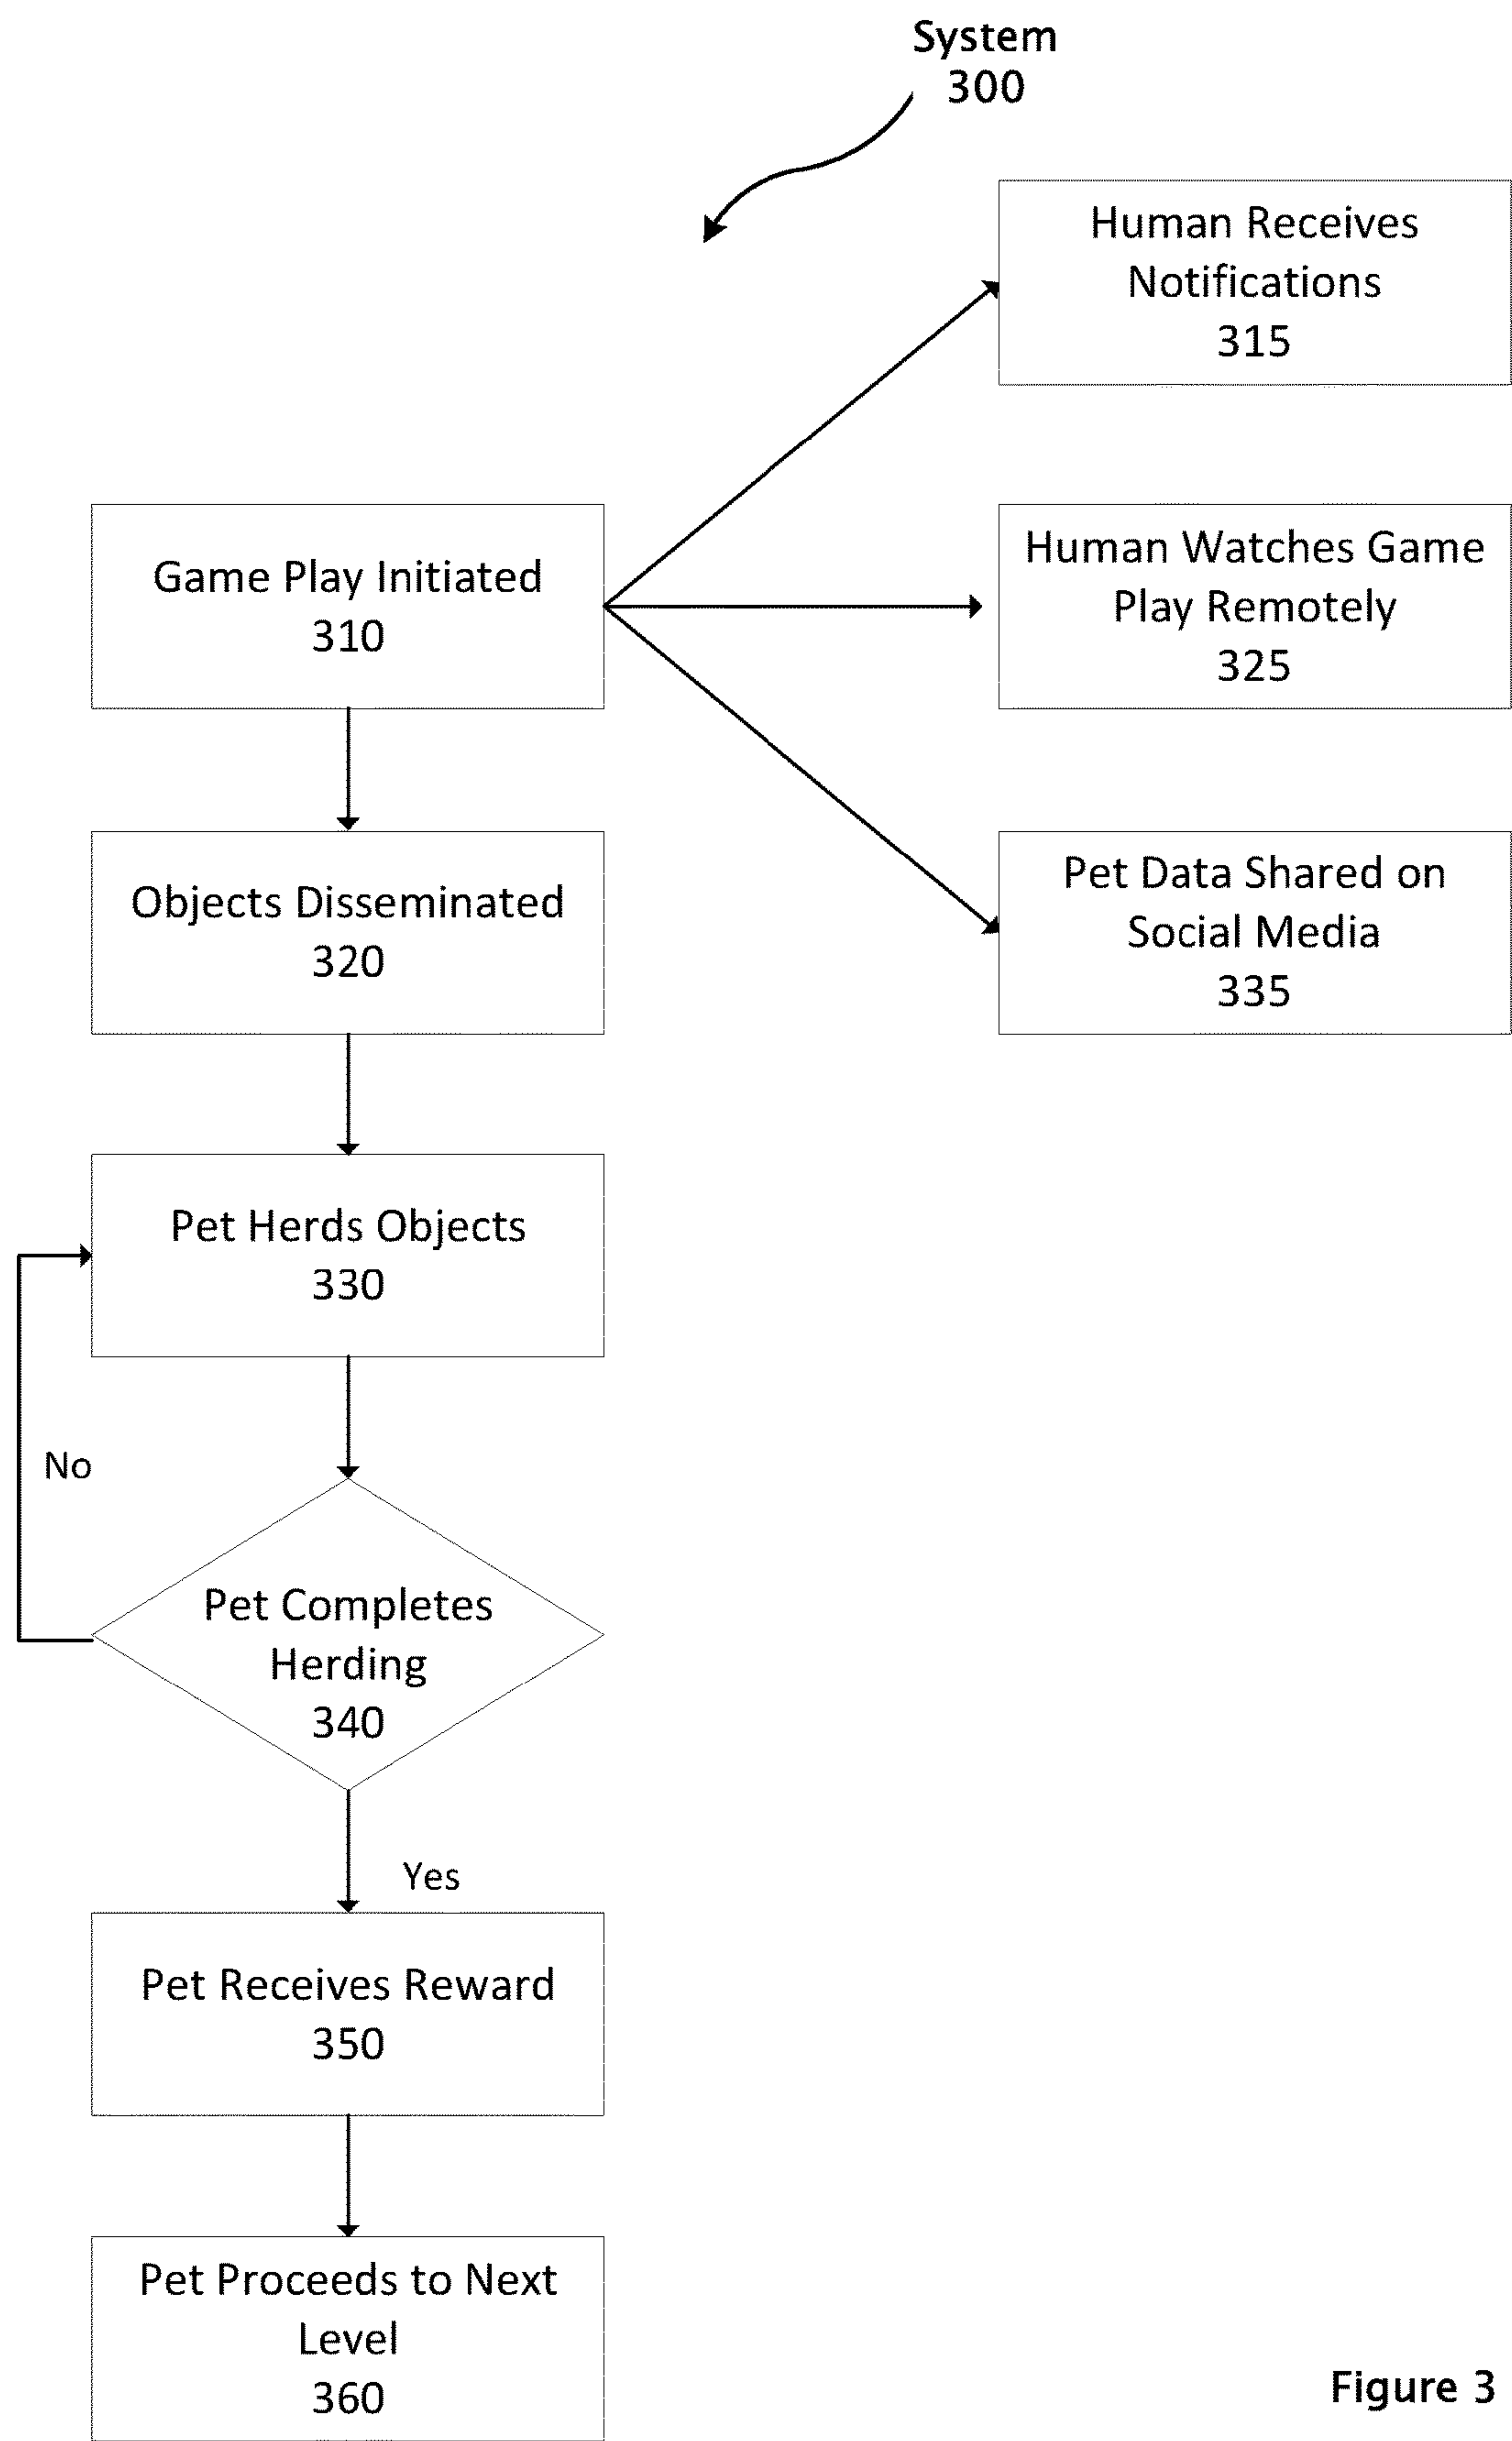 System
300
Human Receives
Notifications
315
Game Play Initiated
310
Human Watches Game
Play Remotely
325
Objects Disseminated
320
Pet Data Shared on
Social Media
335
Pet Herds Objects
330
No
Pet Completes
Herding
340
Yes
Pet Receives Reward
350
Pet Proceeds to Next
Level
360
Figure 3